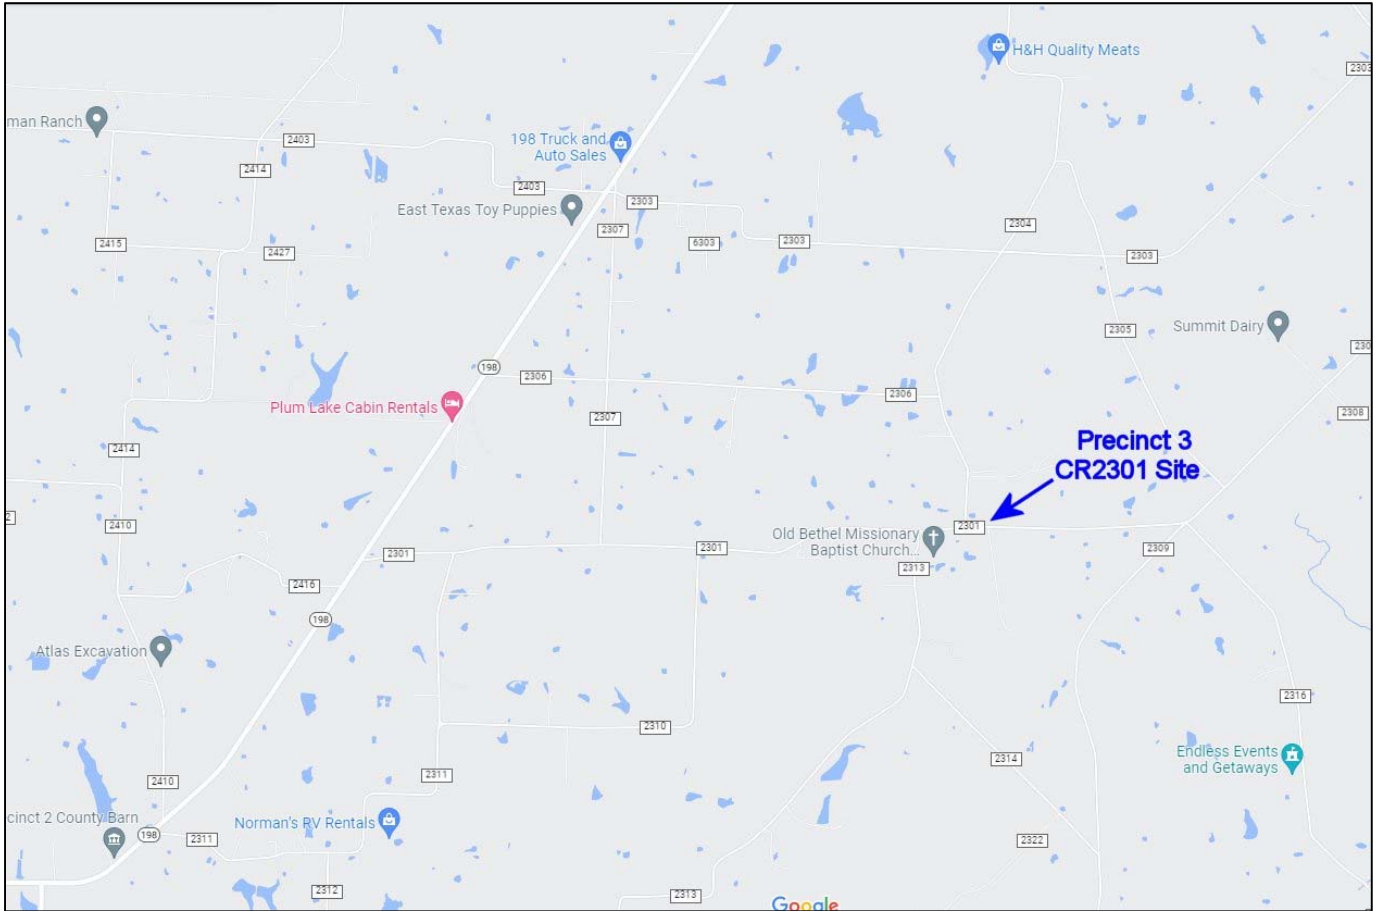 H&H Quality Meats
2303
man Ranch
198 Truck and
Auto Sales
2403
2414
2403
East Texas Toy Puppies
2303
2307
2304
2415
2427
6303
2303
2303
Summit Dairy
2305
230
198
2306
2306
Plum Lake Cabin Rentals
2307
2308
Precinct 3
CR2301 Site
2414
2
2410
2301
Old Bethel Missionary
Baptist Church...
2301
2301
2309
2313
2416
198
Atlas Excavation
2316
2310
Endless Events
and Getaways
2314
2311
2410
cinct 2 County Barn
Norman's RV Rentals
198
2311
2322
2312
2313
Google